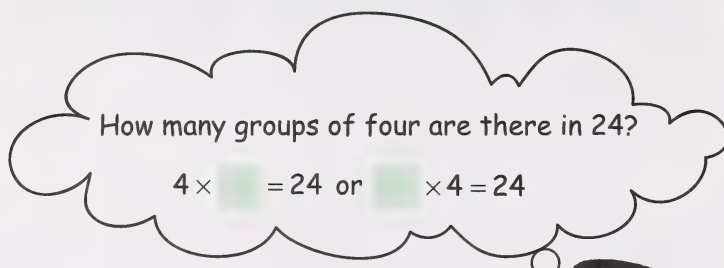 How many groups of four are there in 24?
4 × = 24 or × 4 = 24